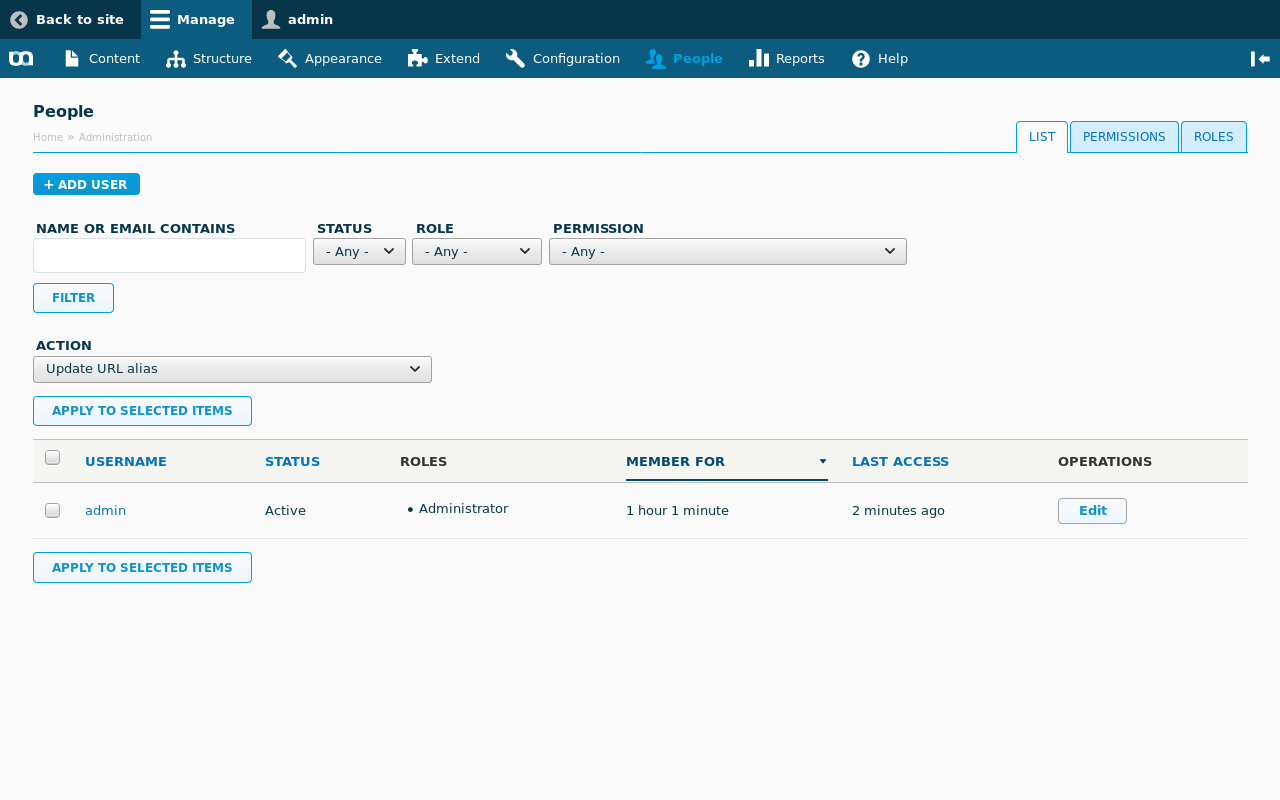 Back to site Manage admin
Content Structure Appearance Extend Configuration People Reports Help
People
Home » Administration
LIST PERMISSIONS ROLES
+ ADD USER
NAME OR EMAIL CONTAINS STATUS ROLE PERMISSION
- Any - - Any - - Any -
FILTER
ACTION
Update URL alias
APPLY TO SELECTED ITEMS
USERNAME STATUS ROLES MEMBER FOR LAST ACCESS OPERATIONS
admin Active • Administrator 1 hour 1 minute 2 minutes ago Edit
APPLY TO SELECTED ITEMS